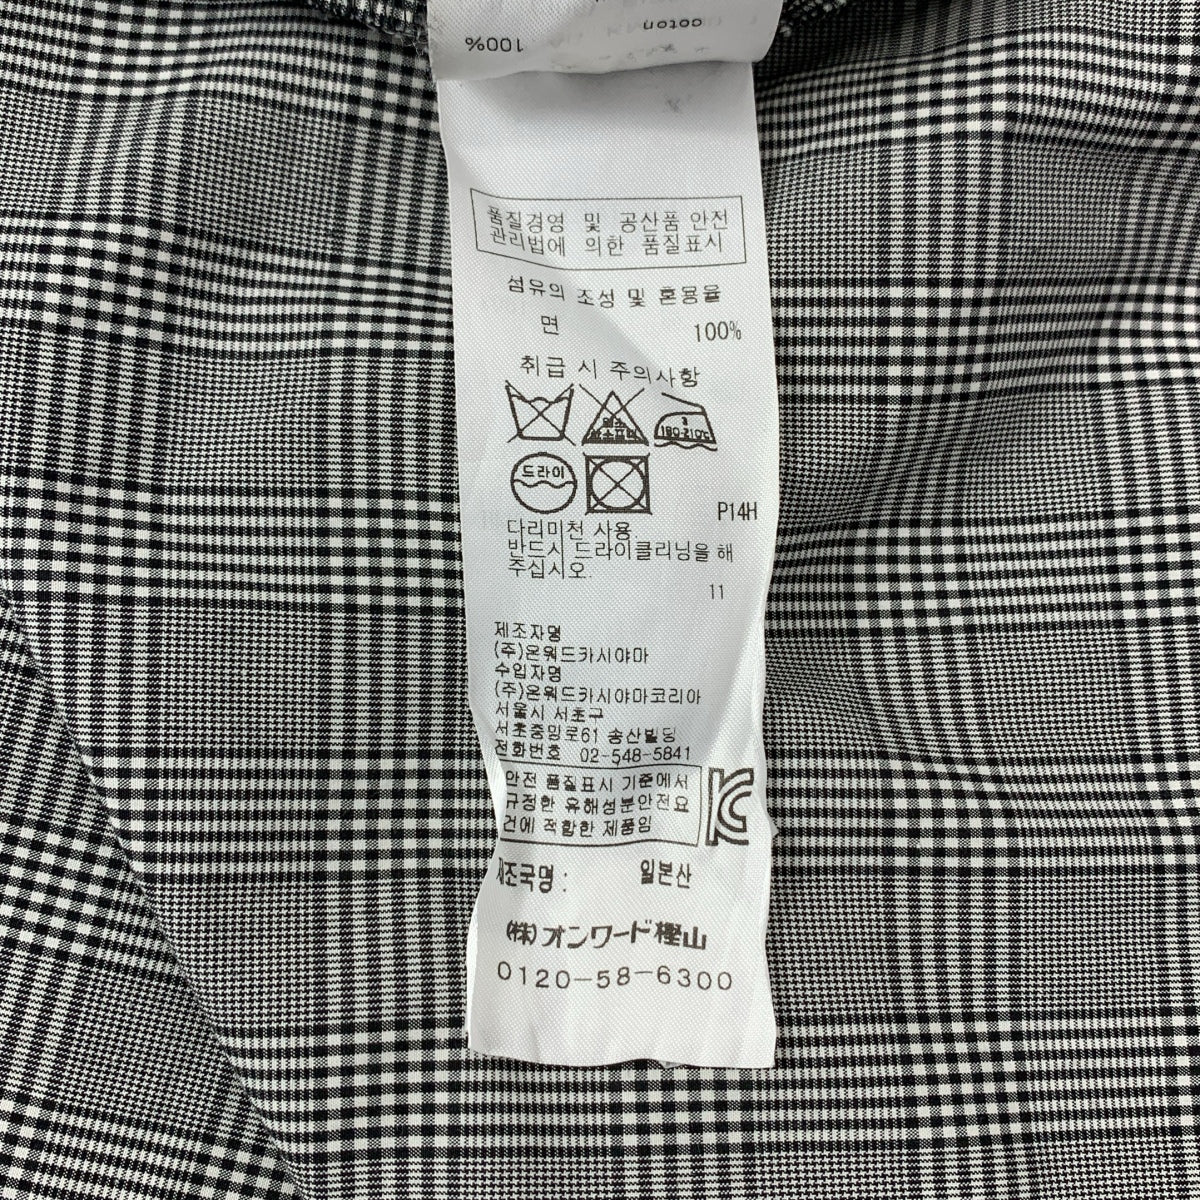 coton
100%
품질경영 및 공산품 안전
관리법에 의한 품질표시
섬유의 조성 및 혼용율
면 100%
취급 시 주의사항
180-210℃
드라이
P14H
다리미천 사용.
반드시 드라이클리닝을 해
주십시오.
11
제조자명
(주)온워드카시야마
수입자명
(주)온워드카시야마코리아
서울시 서초구
서초중앙로61 송산빌딩
전화번호 02-548-5841
안전 품질표시 기준에서
규정한 유해성분안전요
건에 적합한 제품임
제조국명 : 일본산
(株)オンワード樫山
0120-58-6300